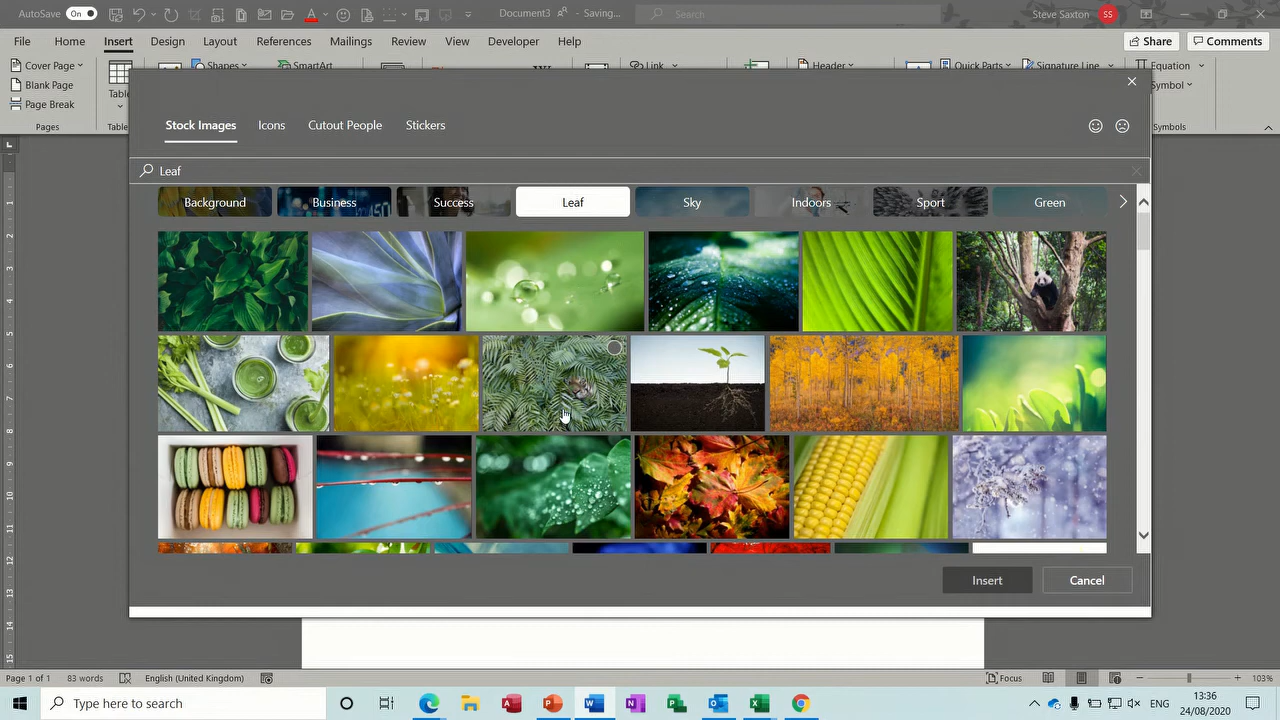 AutoSave On Document3 Saving... Search Steve Saxton SS
File Home Insert Design Layout References Mailings Review View Developer Help Share Comments
Cover Page Shapes SmartArt Link Header Quick Parts Signature Line Equation
Blank Page Table Symbol
Page Break
Pages Symbols
Stock Images Icons Cutout People Stickers
Leaf
Background Business Success Leaf Sky Indoors Sport Green
Insert Cancel
Page 1 of 1 83 words English (United Kingdom) Focus 103%
Type here to search ENG 13:36
24/08/2020